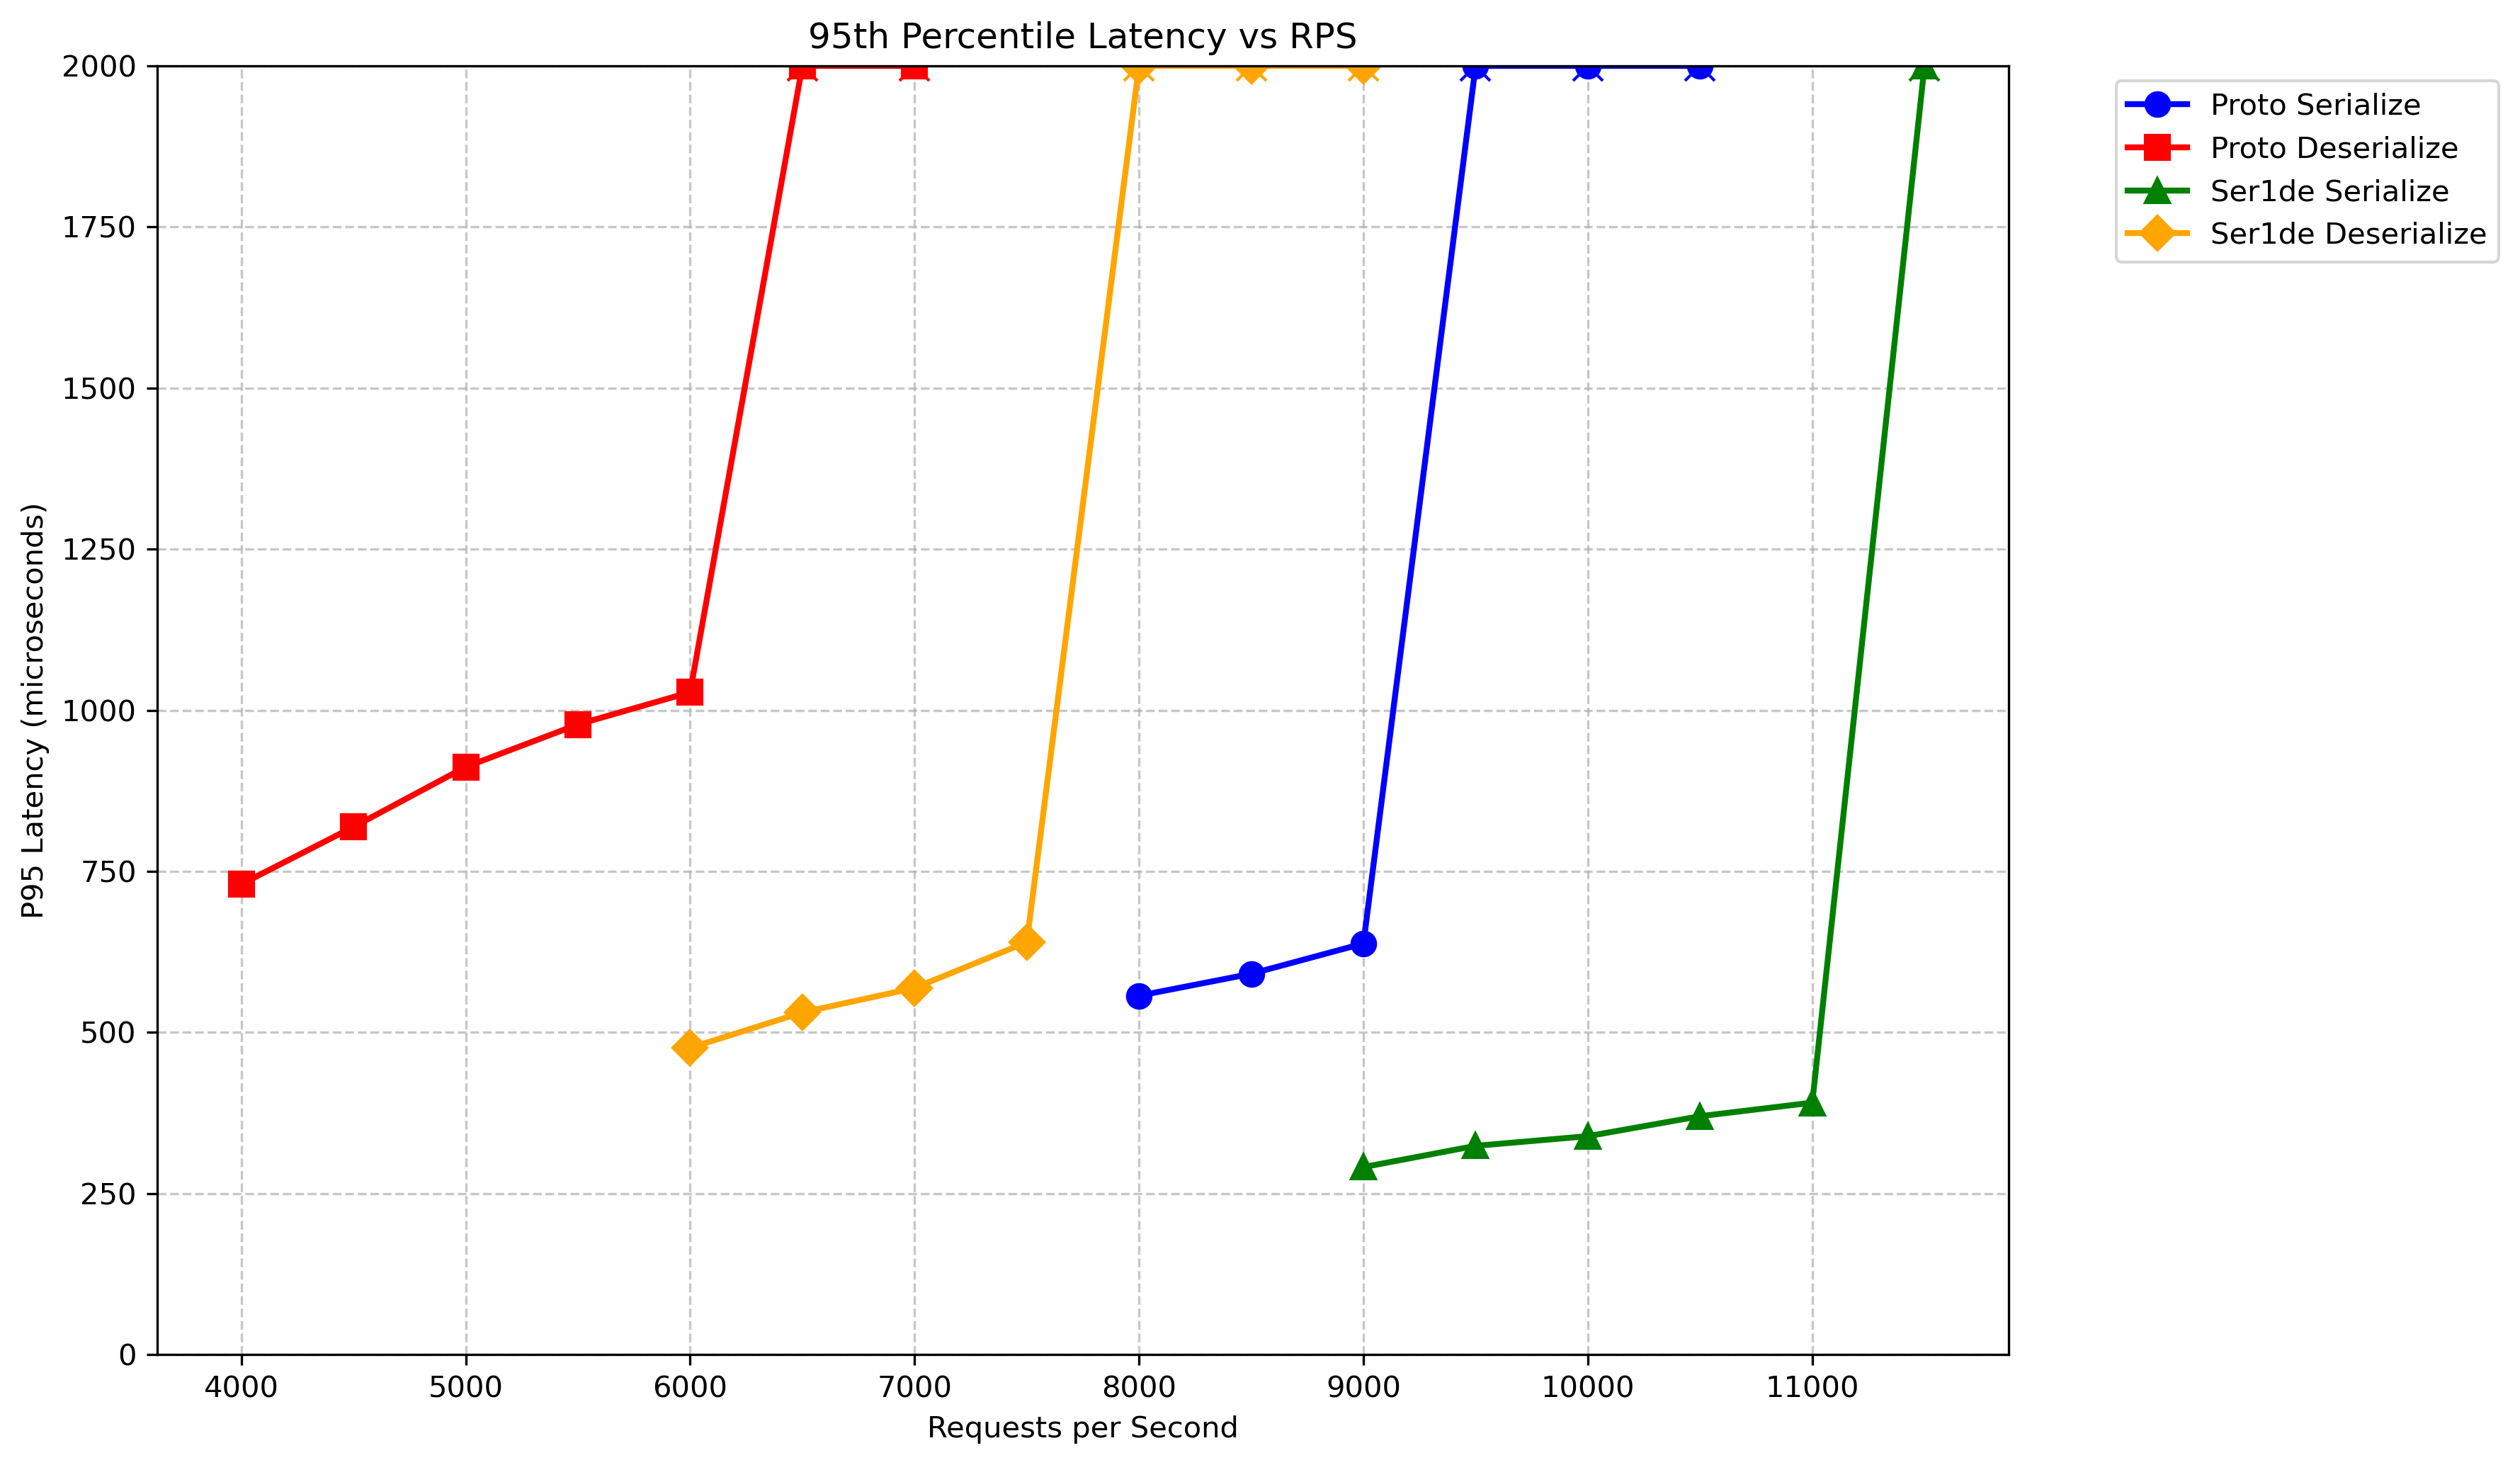 95th Percentile Latency vs RPS
2000
1750
1500
1250
1000
750
500
250
0
P95 Latency (microseconds)
4000 5000 6000 7000 8000 9000 10000 11000
Requests per Second
Proto Serialize
Proto Deserialize
Ser1de Serialize
Ser1de Deserialize